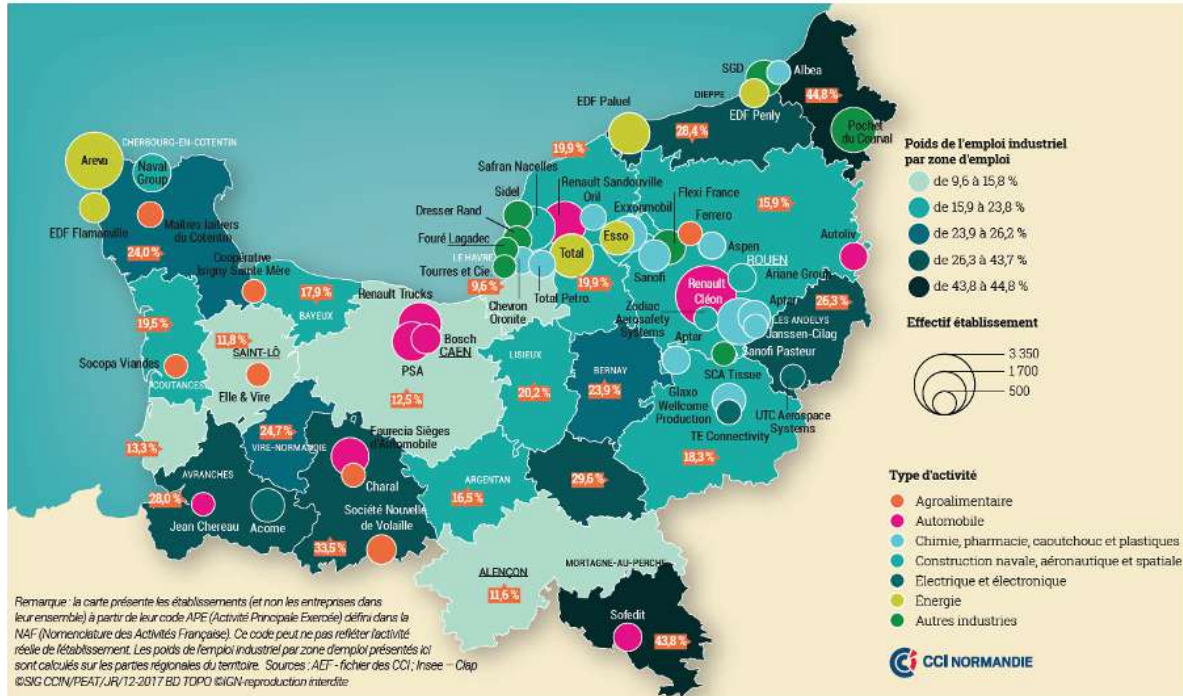 SGD
Albea
DIEPPE
44,8 %
EDF Paluel
EDF Penly
28,4 %
Pochet
du Courval
CHERBOURG-EN-COTENTIN
Areva
Naval
Group
19,9 %
Safran Nacelles
Sidel
Renault Sandouville
Oril
Flexi France
Exxonmobil
Ferrero
15,9 %
Dresser Rand
EDF Flamanville
Maîtres laitiers
du Cotentin
24,0 %
Fouré Lagadec
Esso
Aspen
Autoliv
LE HAVRE
Total
Coopérative
Isigny Sainte Mère
Tourres et Cie.
Sanofi
ROUEN
9,6 %
19,9 %
Renault
Cléon
Ariane Group
17,9 %
BAYEUX
Renault Trucks
Chevron
Oronite
Total Petro.
Zodiac
Aerosafety
Systems
Aptar
26,3 %
19,5 %
11,8 %
SAINT-LÔ
Bosch
CAEN
LISIEUX
Aptar
LES ANDELYS
Janssen-Cilag
Socopa Viandes
PSA
BERNAY
Sanofi Pasteur
COUTANCES
Elle & Vire
12,5 %
20,2 %
23,9 %
SCA Tissue
Glaxo
Wellcome
Production
UTC Aerospace
Systems
TE Connectivity
13,3 %
24,7 %
VIRE-NORMANDIE
Faurecia Sièges
d'Automobile
18,3 %
AVRANCHES
Charal
ARGENTAN
29,6 %
28,0 %
16,5 %
Jean Chereau
Acome
Société Nouvelle
de Volaille
33,5 %
ALENÇON
11,6 %
MORTAGNE-AU-PERCHE
Sofedit
43,8 %
Poids de l'emploi industriel
par zone d'emploi
de 9,6 à 15,8 %
de 15,9 à 23,8 %
de 23,9 à 26,2 %
de 26,3 à 43,7 %
de 43,8 à 44,8 %
Effectif établissement
3 350
1 700
500
Type d'activité
Agroalimentaire
Automobile
Chimie, pharmacie, caoutchouc et plastiques
Construction navale, aéronautique et spatiale
Électrique et électronique
Énergie
Autres industries
CCI NORMANDIE
Remarque : la carte présente les établissements (et non les entreprises dans
leur ensemble) à partir de leur code APE (Activité Principale Exercée) défini dans la
NAF (Nomenclature des Activités Française). Ce code peut ne pas refléter l'activité
réelle de l'établissement. Les poids de l'emploi industriel par zone d'emploi présentés ici
sont calculés sur les parties régionales du territoire. Sources : AEF - fichier des CCI ; Insee – Clap
©SIG CCIN/PEAT/JR/12-2017 BD TOPO ©IGN-reproduction interdite